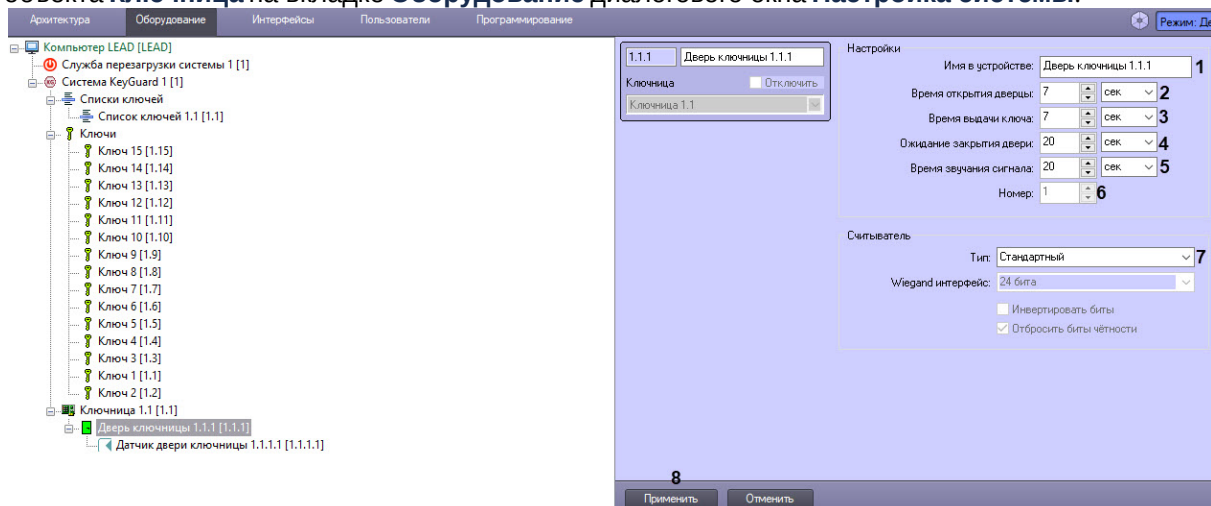 объекта Ключница на вкладке Оборудование диалогового окна Настройка системы.
Архитектура Оборудование Интерфейсы Пользователи Программирование
Режим: Де
Компьютер LEAD [LEAD]
Служба перезагрузки системы 1 [1]
Система KeyGuard 1 [1]
Списки ключей
Список ключей 1.1 [1.1]
Ключи
Ключ 15 [1.15]
Ключ 14 [1.14]
Ключ 13 [1.13]
Ключ 12 [1.12]
Ключ 11 [1.11]
Ключ 10 [1.10]
Ключ 9 [1.9]
Ключ 8 [1.8]
Ключ 7 [1.7]
Ключ 6 [1.6]
Ключ 5 [1.5]
Ключ 4 [1.4]
Ключ 3 [1.3]
Ключ 1 [1.1]
Ключ 2 [1.2]
Ключница 1.1 [1.1]
Дверь ключницы 1.1.1 [1.1.1]
Датчик двери ключницы 1.1.1.1 [1.1.1.1]
1.1.1 Дверь ключницы 1.1.1
Ключница Отключить
Ключница 1.1
Настройки
Имя в устройстве: Дверь ключницы 1.1.1 1
Время открытия дверцы: 7 сек 2
Время выдачи ключа: 7 сек 3
Ожидание закрытия двери: 20 сек 4
Время звучания сигнала: 20 сек 5
Номер: 1 6
Считыватель
Тип: Стандартный 7
Wiegand интерфейс: 24 бита
Инвертировать биты
Отбросить биты чётности
8
Применить Отменить